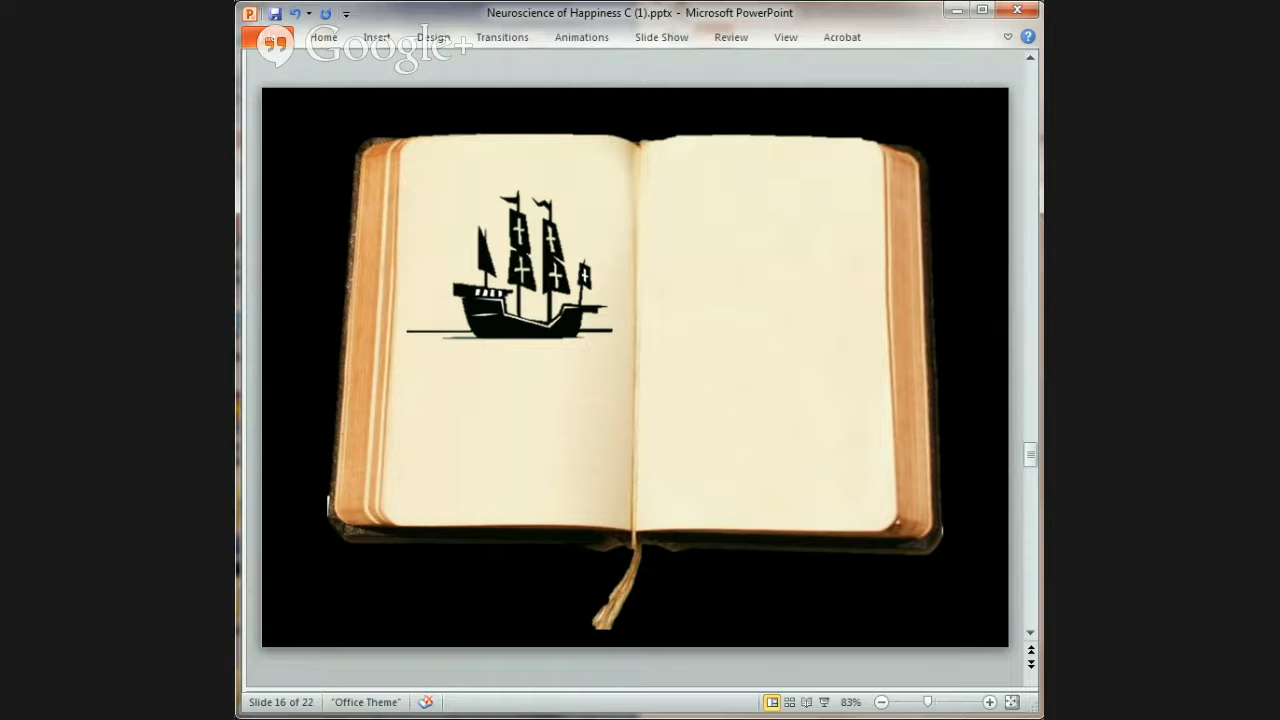 Neuroscience of Happiness C (1).pptx - Microsoft PowerPoint
Home Insert Design Transitions Animations Slide Show Review View Acrobat
Google+
Slide 16 of 22 "Office Theme" 83%